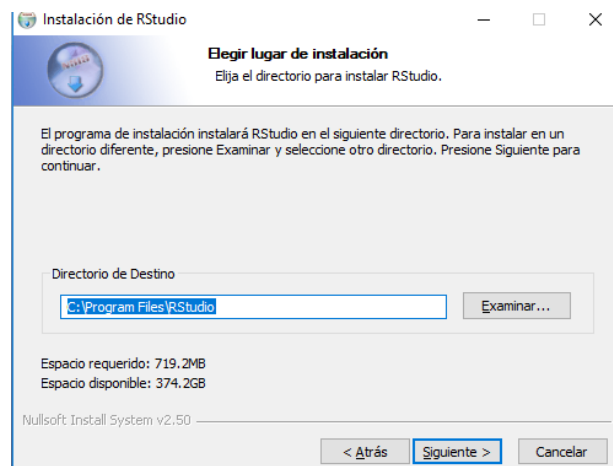 Instalación de RStudio
Elegir lugar de instalación
Elija el directorio para instalar RStudio.
El programa de instalación instalará RStudio en el siguiente directorio. Para instalar en un
directorio diferente, presione Examinar y seleccione otro directorio. Presione Siguiente para
continuar.
Directorio de Destino
C:\Program Files\RStudio
Examinar...
Espacio requerido: 719.2MB
Espacio disponible: 374.2GB
Nullsoft Install System v2.50
< Atrás Siguiente > Cancelar